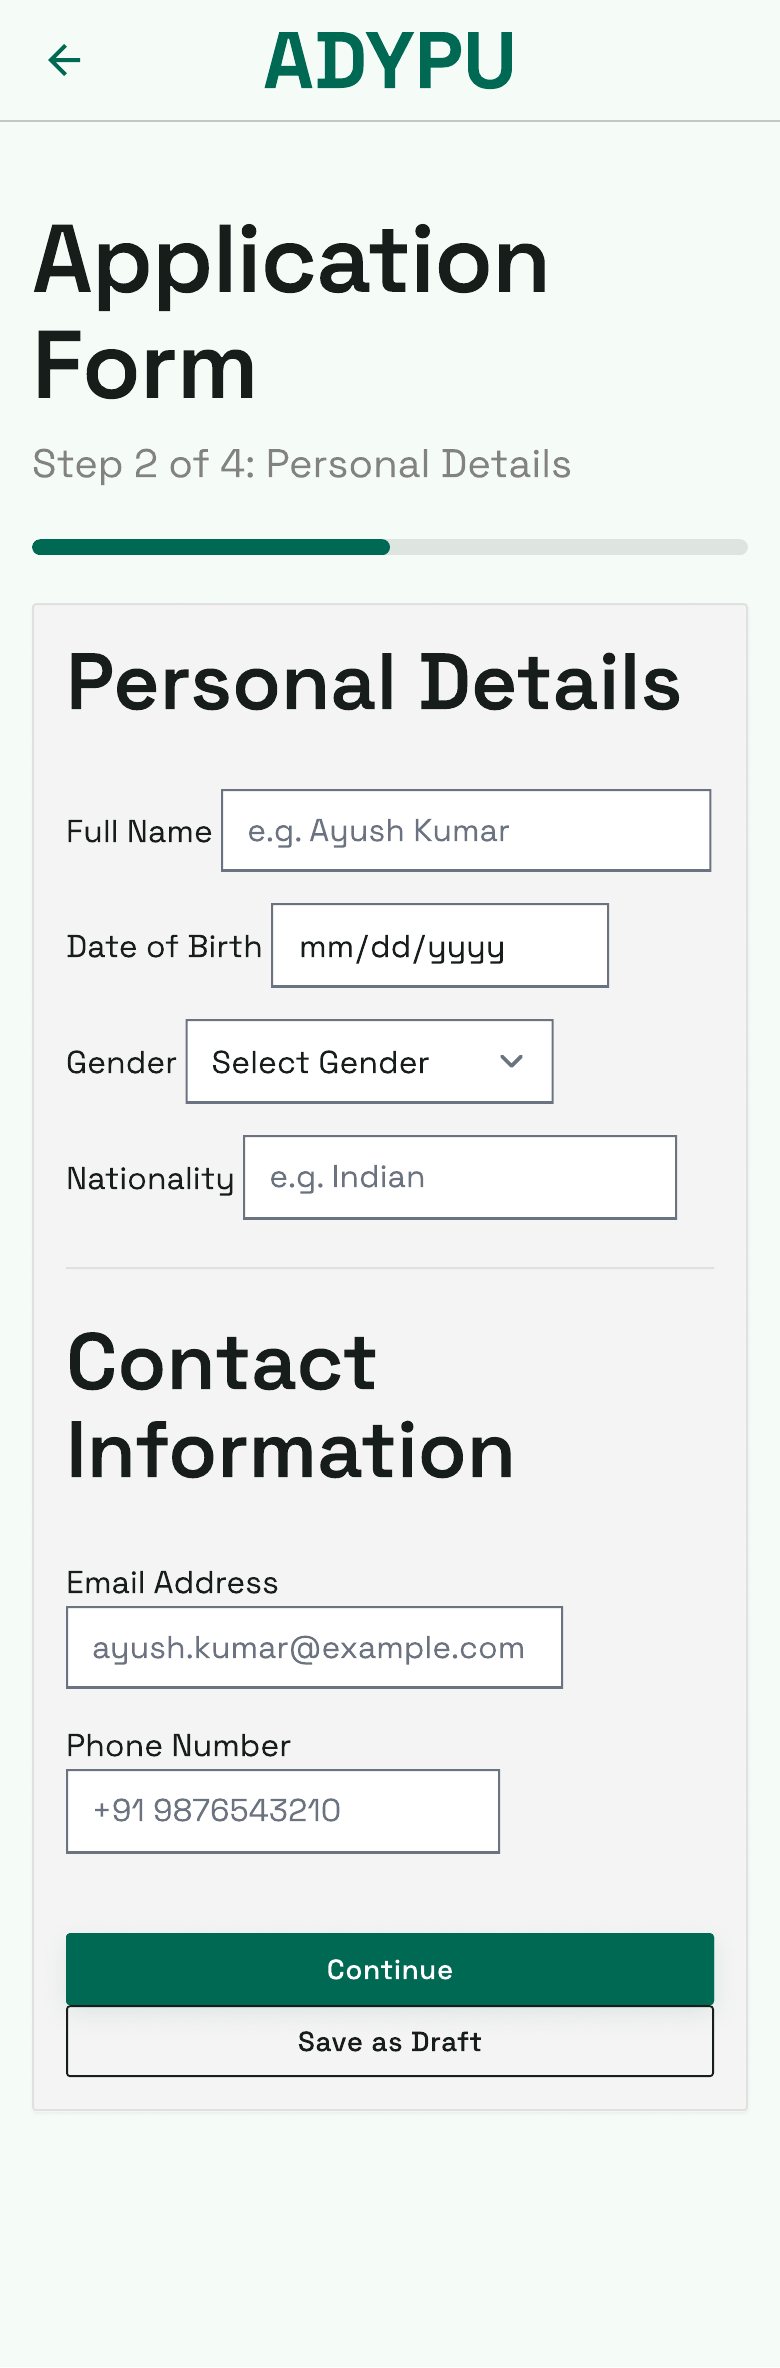 ADYPU
Application
Form
Step 2 of 4: Personal Details
Personal Details
Full Name e.g. Ayush Kumar
Date of Birth mm/dd/yyyy
Gender Select Gender
Nationality e.g. Indian
Contact
Information
Email Address
ayush.kumar@example.com
Phone Number
+91 9876543210
Continue
Save as Draft